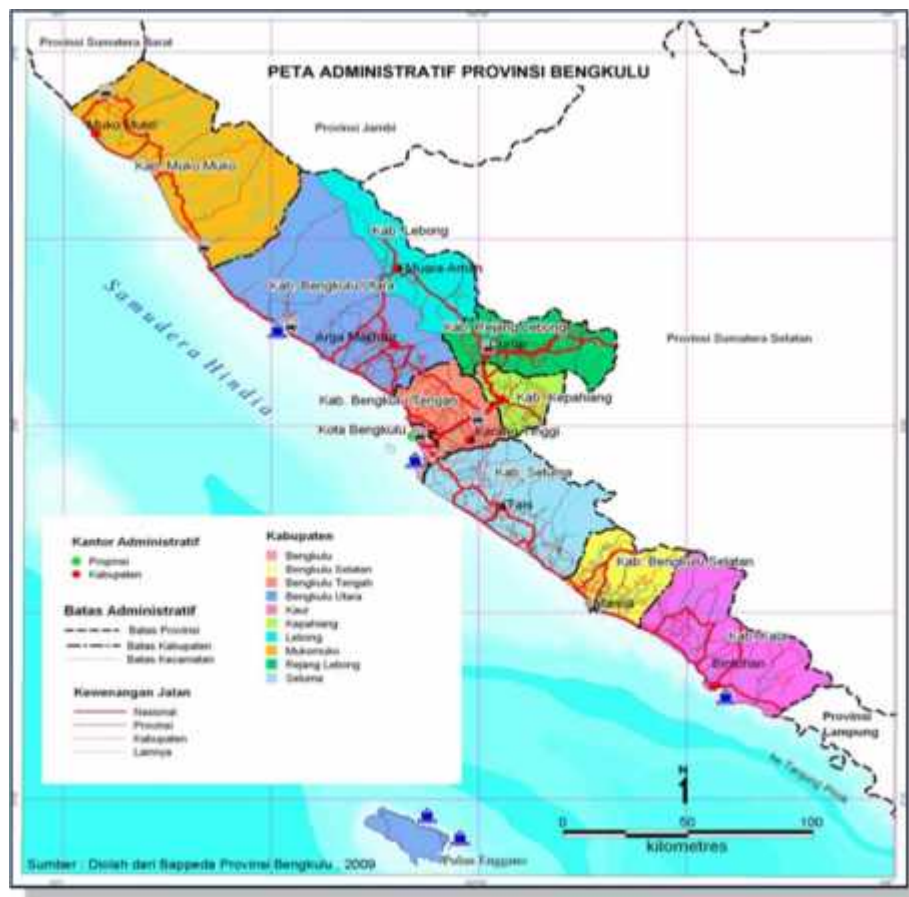 Provinsi Sumatera Barat
PETA ADMINISTRATIF PROVINSI BENGKULU
Provinsi Jambi
Muko Muko
Kab. Muko Muko
Kab. Lebong
Muara Aman
Kab. Bengkulu Utara
Samudera Hindia
Arga Makmur
Kab. Rejang Lebong
Curup
Provinsi Sumatera Selatan
Kab. Bengkulu Tengah
Kab. Kepahiang
Kota Bengkulu
Karang Tinggi
Kab. Seluma
Tais
Kab. Bengkulu Selatan
Manna
Kab. Kaur
Bintuhan
Provinsi
Lampung
Kantor Administratif
Propinsi
Kabupaten
Batas Administratif
Batas Provinsi
Batas Kabupaten
Batas Kecamatan
Kewenangan Jalan
Nasional
Provinsi
Kabupaten
Lainnya
Kabupaten
Bengkulu
Bengkulu Selatan
Bengkulu Tengah
Bengkulu Utara
Kaur
Kepahiang
Lebong
Mukomuko
Rejang Lebong
Seluma
N
0 50 100
kilometres
Pulau Enggano
Sumber : Diolah dari Bappeda Provinsi Bengkulu , 2009